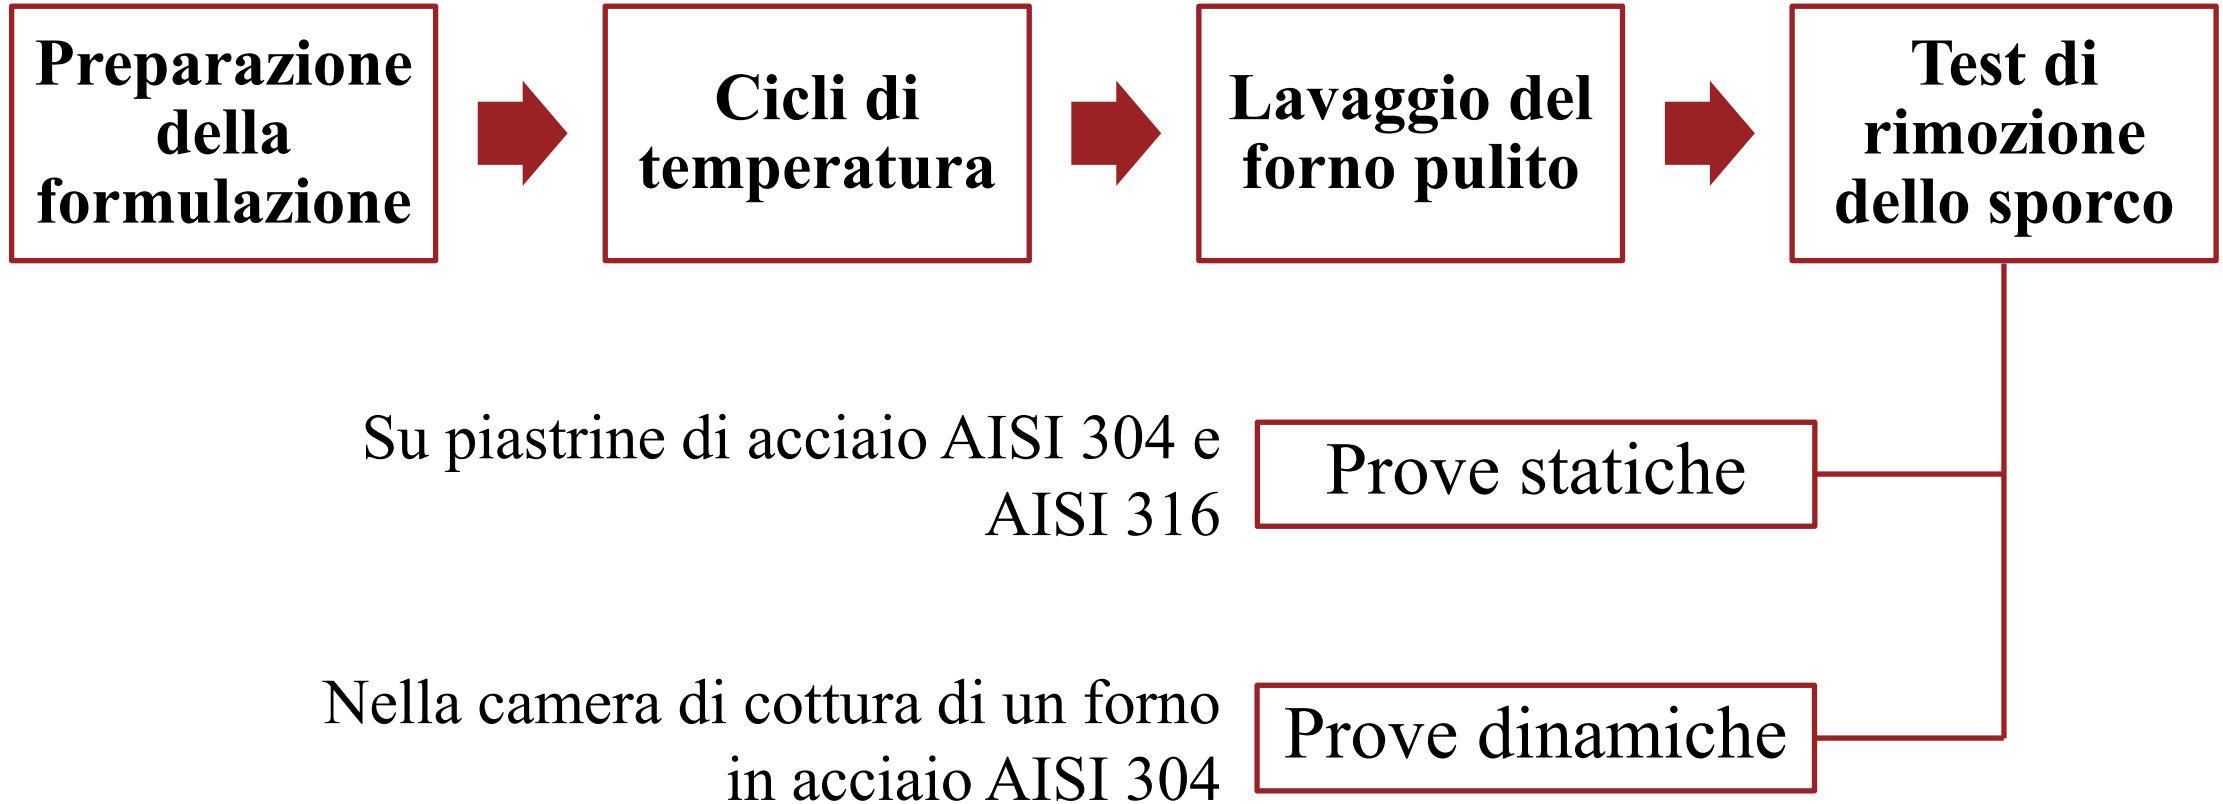 Preparazione
della
formulazione
Cicli di
temperatura
Lavaggio del
forno pulito
Test di
rimozione
dello sporco
Su piastrine di acciaio AISI 304 e
AISI 316
Prove statiche
Nella camera di cottura di un forno
in acciaio AISI 304
Prove dinamiche